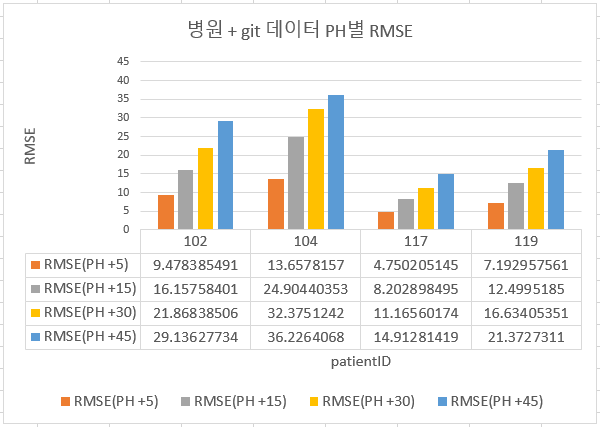 병원 + git 데이터 PH별 RMSE
RMSE
45
40
35
30
25
20
15
10
5
0
102 104 117 119
RMSE(PH +5) 9.478385491 13.6578157 4.750205145 7.192957561
RMSE(PH +15) 16.15758401 24.90440353 8.202898495 12.4995185
RMSE(PH +30) 21.86838506 32.3751242 11.16560174 16.63405351
RMSE(PH +45) 29.13627734 36.2264068 14.91281419 21.3727311
patientID
RMSE(PH +5) RMSE(PH +15) RMSE(PH +30) RMSE(PH +45)